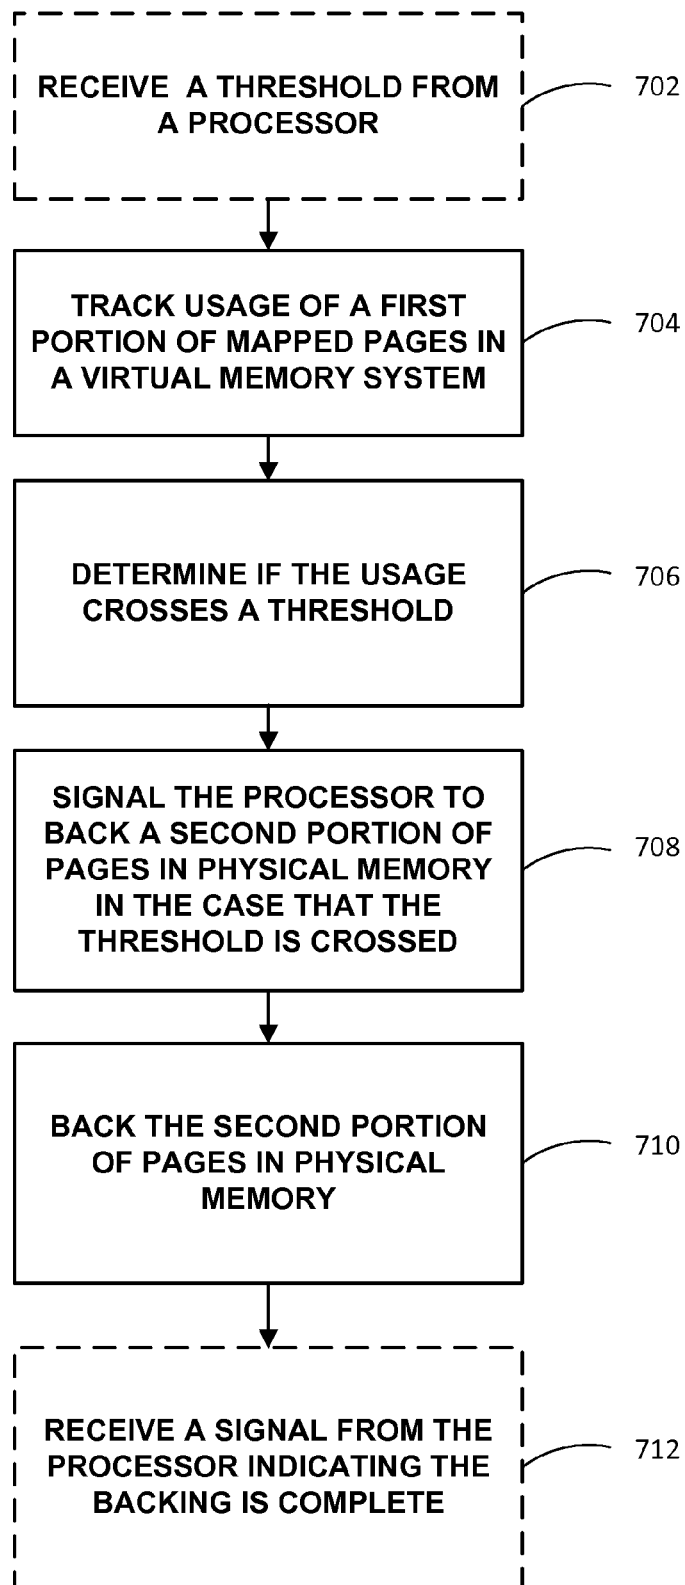 RECEIVE A THRESHOLD FROM
A PROCESSOR
702
TRACK USAGE OF A FIRST
PORTION OF MAPPED PAGES IN
A VIRTUAL MEMORY SYSTEM
704
DETERMINE IF THE USAGE
CROSSES A THRESHOLD
706
SIGNAL THE PROCESSOR TO
BACK A SECOND PORTION OF
PAGES IN PHYSICAL MEMORY
IN THE CASE THAT THE
THRESHOLD IS CROSSED
708
BACK THE SECOND PORTION
OF PAGES IN PHYSICAL
MEMORY
710
RECEIVE A SIGNAL FROM THE
PROCESSOR INDICATING THE
BACKING IS COMPLETE
712